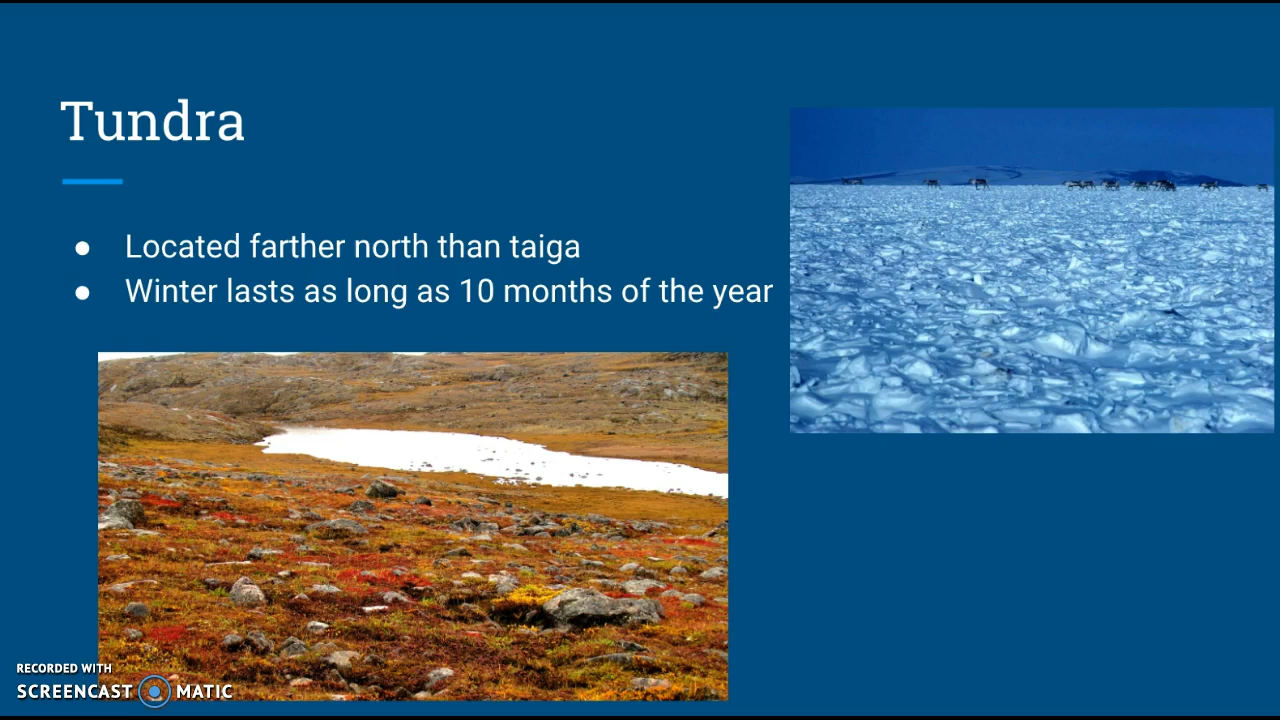 Tundra
● Located farther north than taiga
● Winter lasts as long as 10 months of the year
RECORDED WITH
SCREENCAST MATIC